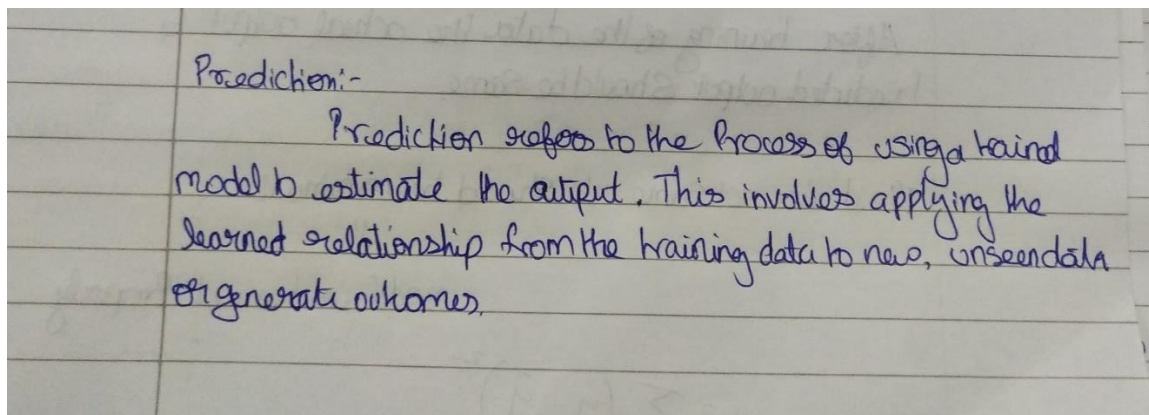 Prediction:-
Prediction refers to the Process of using a traind
model to estimate the output. This involves applying the
learned relationship from the training data to new, unseen data
or generate outcomes.